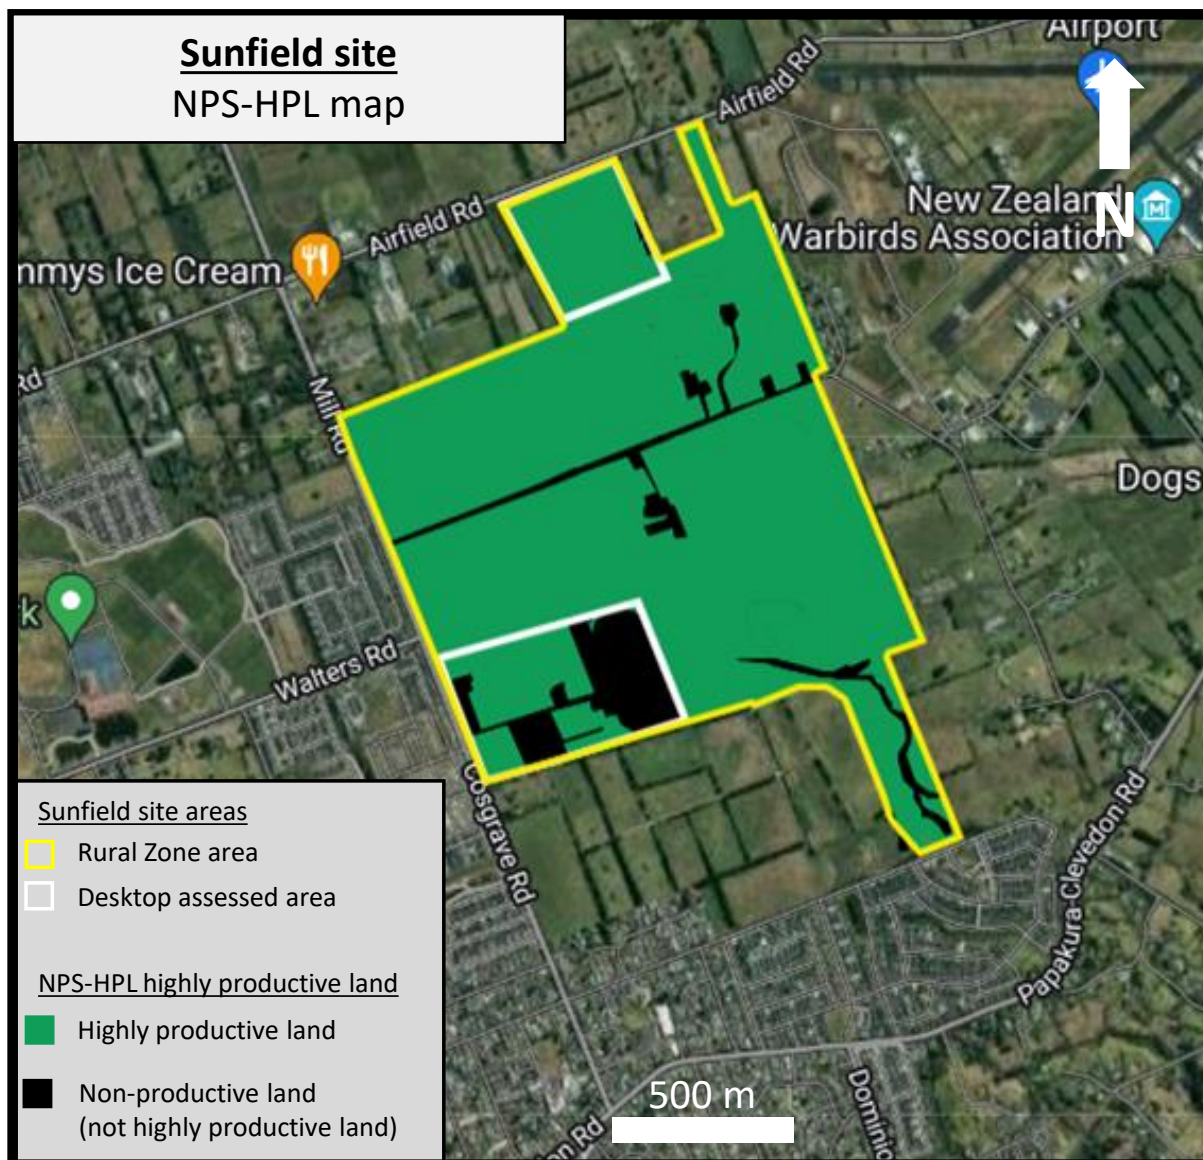 Sunfield site
NPS-HPL map
Airport
Airfield Rd
N
New Zealand
Warbirds Association
Airfield Rd
mmys Ice Cream
Rd
Mill Rd
Dogs
k
Walters Rd
Cosgrave Rd
Papakura-Clevedon Rd
Sunfield site areas
Rural Zone area
Desktop assessed area
NPS-HPL highly productive land
Highly productive land
Non-productive land
(not highly productive land)
500 m
Dominio
on Rd